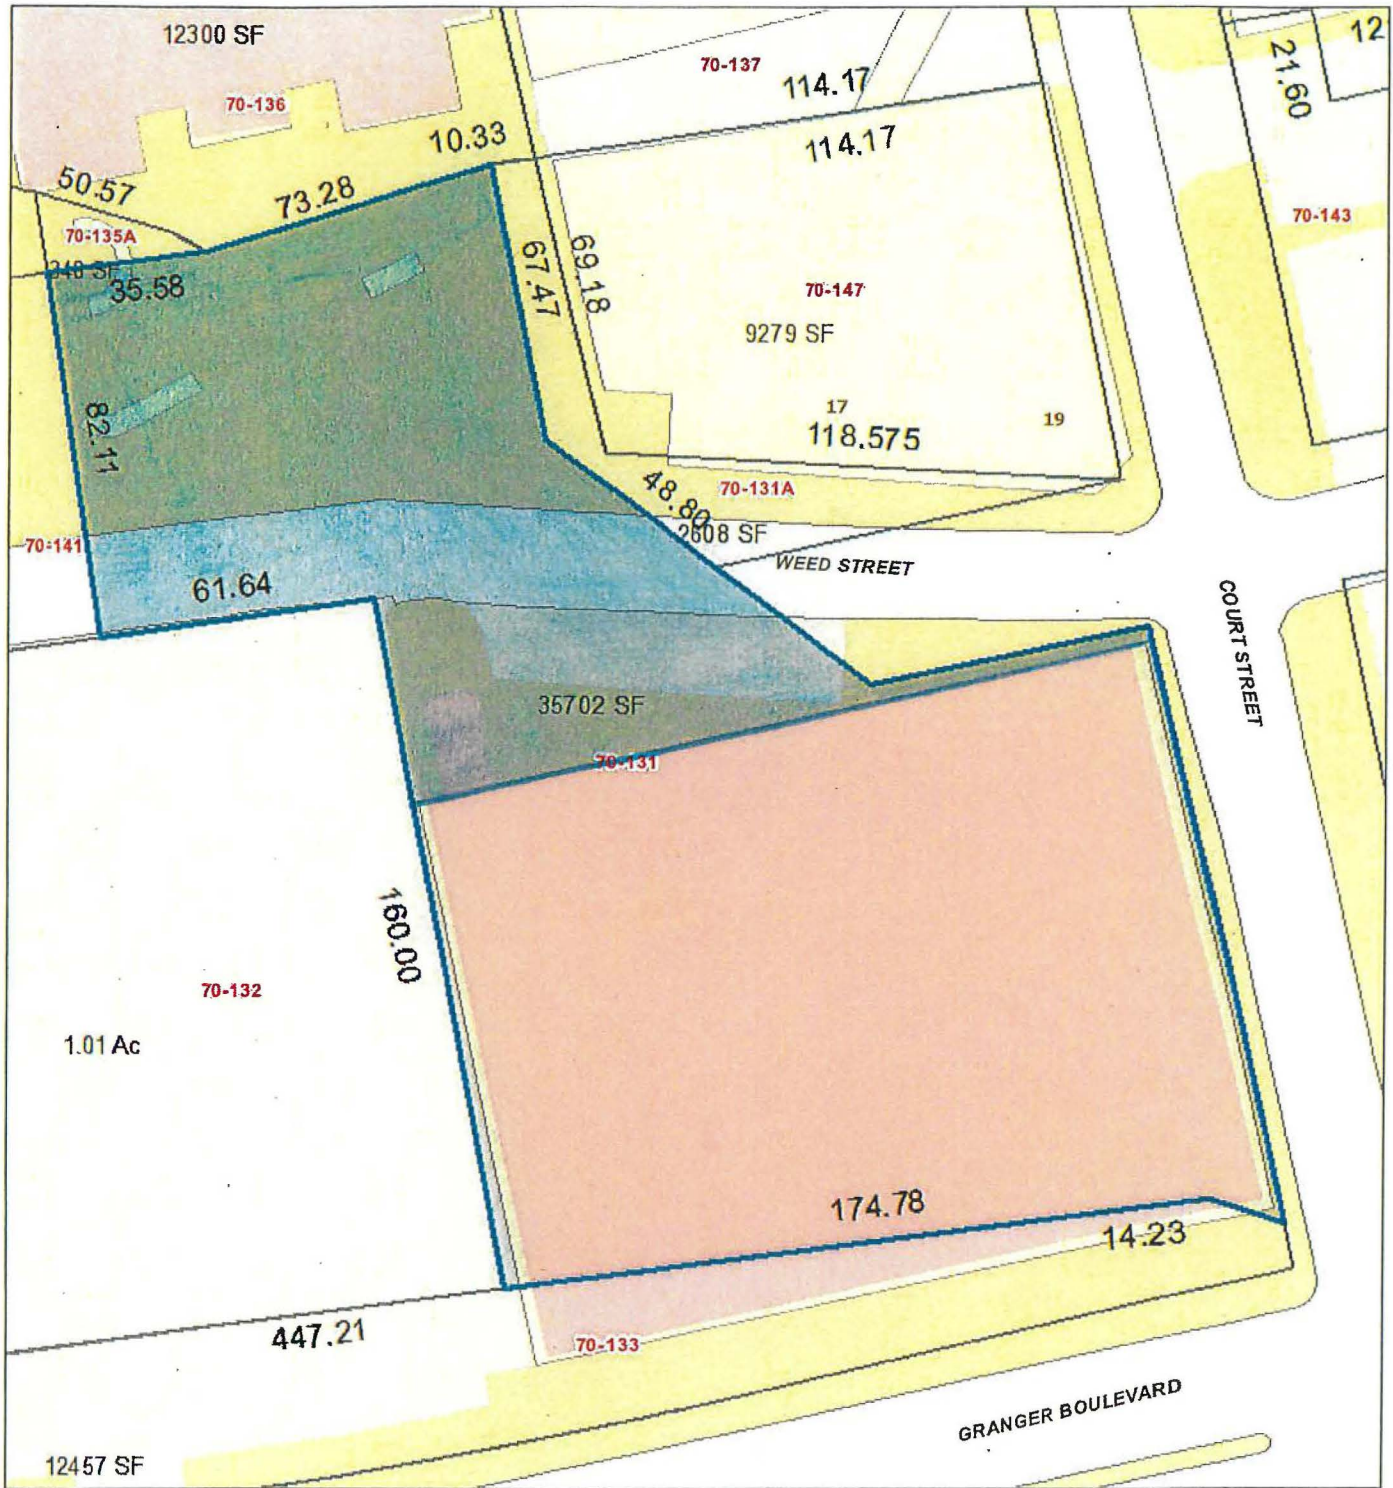 12300 SF
12
70-137
21.60
114.17
70-136
10.33
114.17
50.57
73.28
70-143
70-135A
67.47
69.18
348 SF
35.58
70-147
9279 SF
82.11
17
19
118.575
48.80
70-131A
2608 SF
70-141
WEED STREET
61.64
COURT STREET
35702 SF
70-131
160.00
70-132
1.01 Ac
174.78
14.23
447.21
70-133
GRANGER BOULEVARD
12457 SF